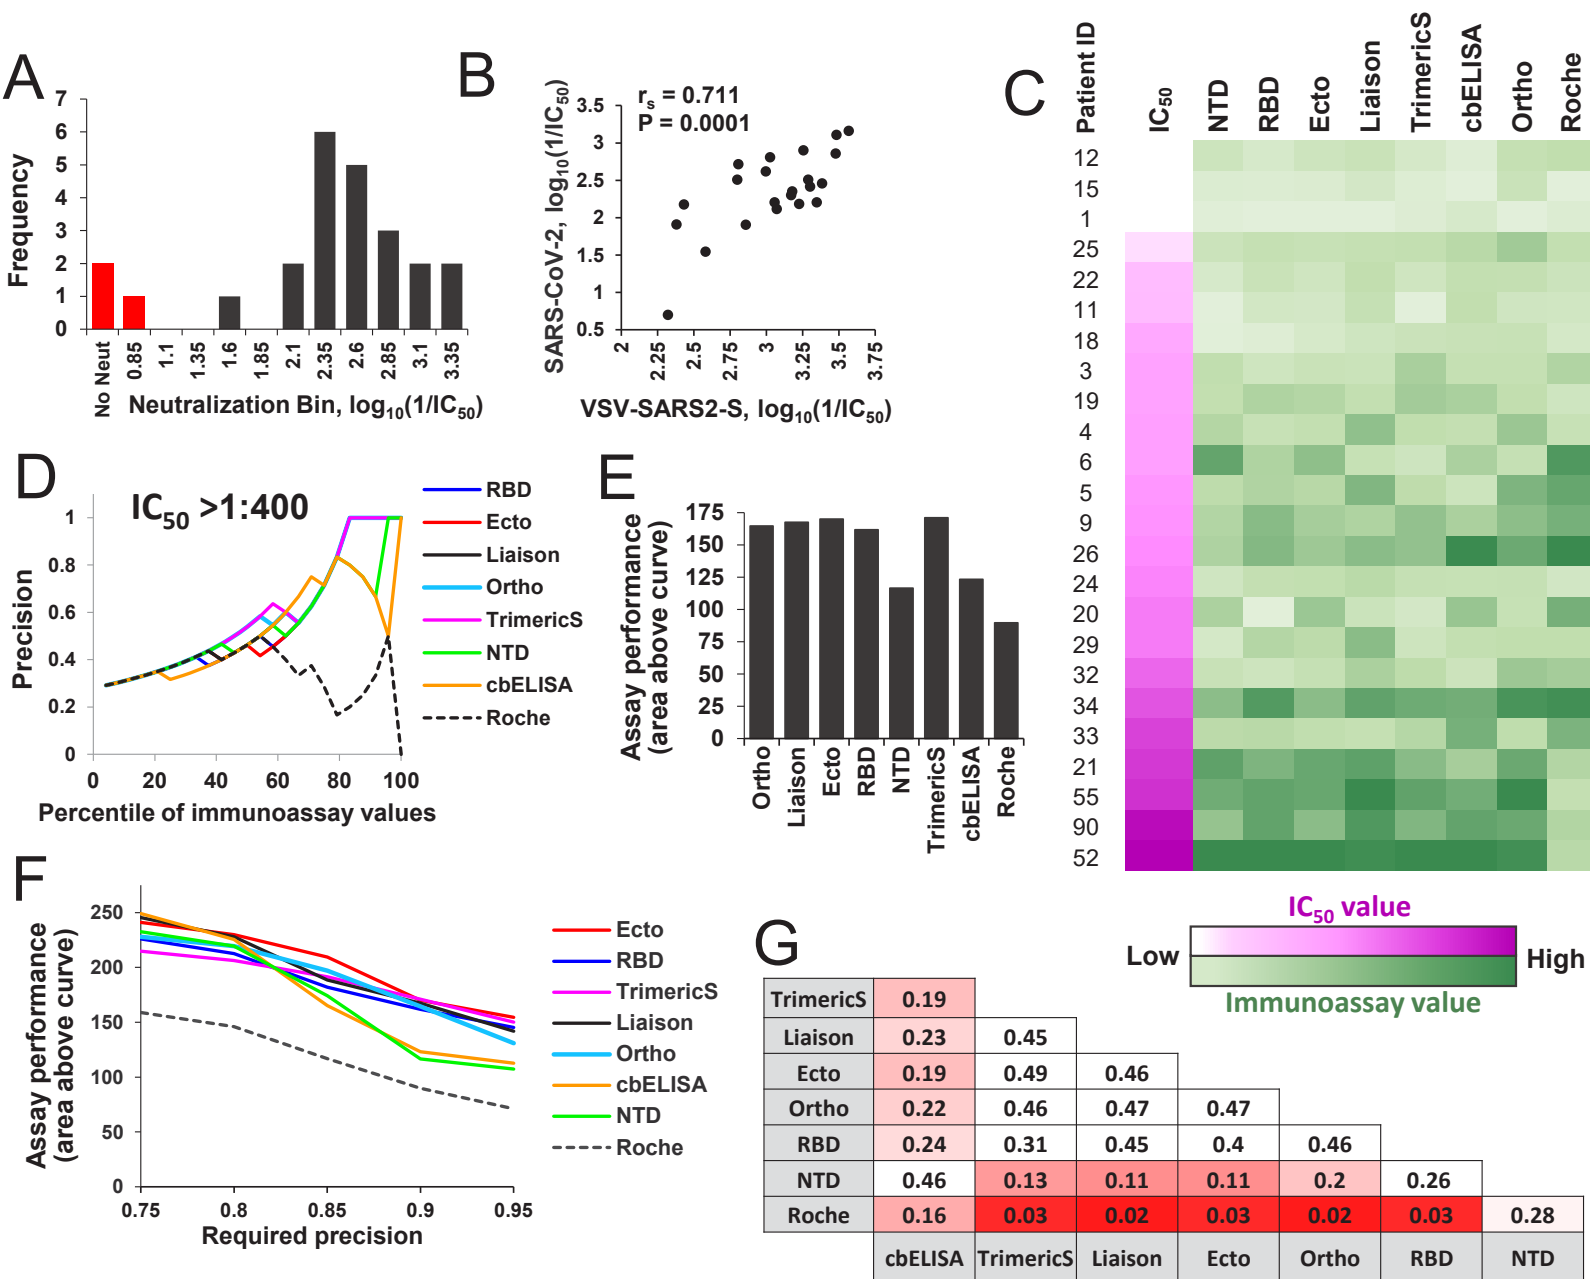 A
7
6
5
4
3
2
1
0
Frequency
No Neut
0.85
1.1
1.35
1.6
1.85
2.1
2.35
2.6
2.85
3.1
3.35
Neutralization Bin, log10(1/IC50)
B
rs = 0.711
P = 0.0001
3.5
3
2.5
2
1.5
1
0.5
SARS-CoV-2, log10(1/IC50)
2
2.25
2.5
2.75
3
3.25
3.5
3.75
VSV-SARS2-S, log10(1/IC50)
C
Patient ID
IC50
NTD
RBD
Ecto
Liaison
TrimericS
cbELISA
Ortho
Roche
12
15
1
25
22
11
18
3
19
4
6
5
9
26
24
20
29
32
34
33
21
55
90
52
IC50 value
Low
High
Immunoassay value
D
IC50 >1:400
1
0.8
0.6
0.4
0.2
0
Precision
0 20 40 60 80 100
Percentile of immunoassay values
RBD
Ecto
Liaison
Ortho
TrimericS
NTD
cbELISA
Roche
E
175
150
125
100
75
50
25
0
Assay performance
(area above curve)
Ortho
Liaison
Ecto
RBD
NTD
TrimericS
cbELISA
Roche
F
250
200
150
100
50
0
Assay performance
(area above curve)
0.75 0.8 0.85 0.9 0.95
Required precision
Ecto
RBD
TrimericS
Liaison
Ortho
cbELISA
NTD
Roche
G
TrimericS 0.19
Liaison 0.23 0.45
Ecto 0.19 0.49 0.46
Ortho 0.22 0.46 0.47 0.47
RBD 0.24 0.31 0.45 0.4 0.46
NTD 0.46 0.13 0.11 0.11 0.2 0.26
Roche 0.16 0.03 0.02 0.03 0.02 0.03 0.28
cbELISA TrimericS Liaison Ecto Ortho RBD NTD